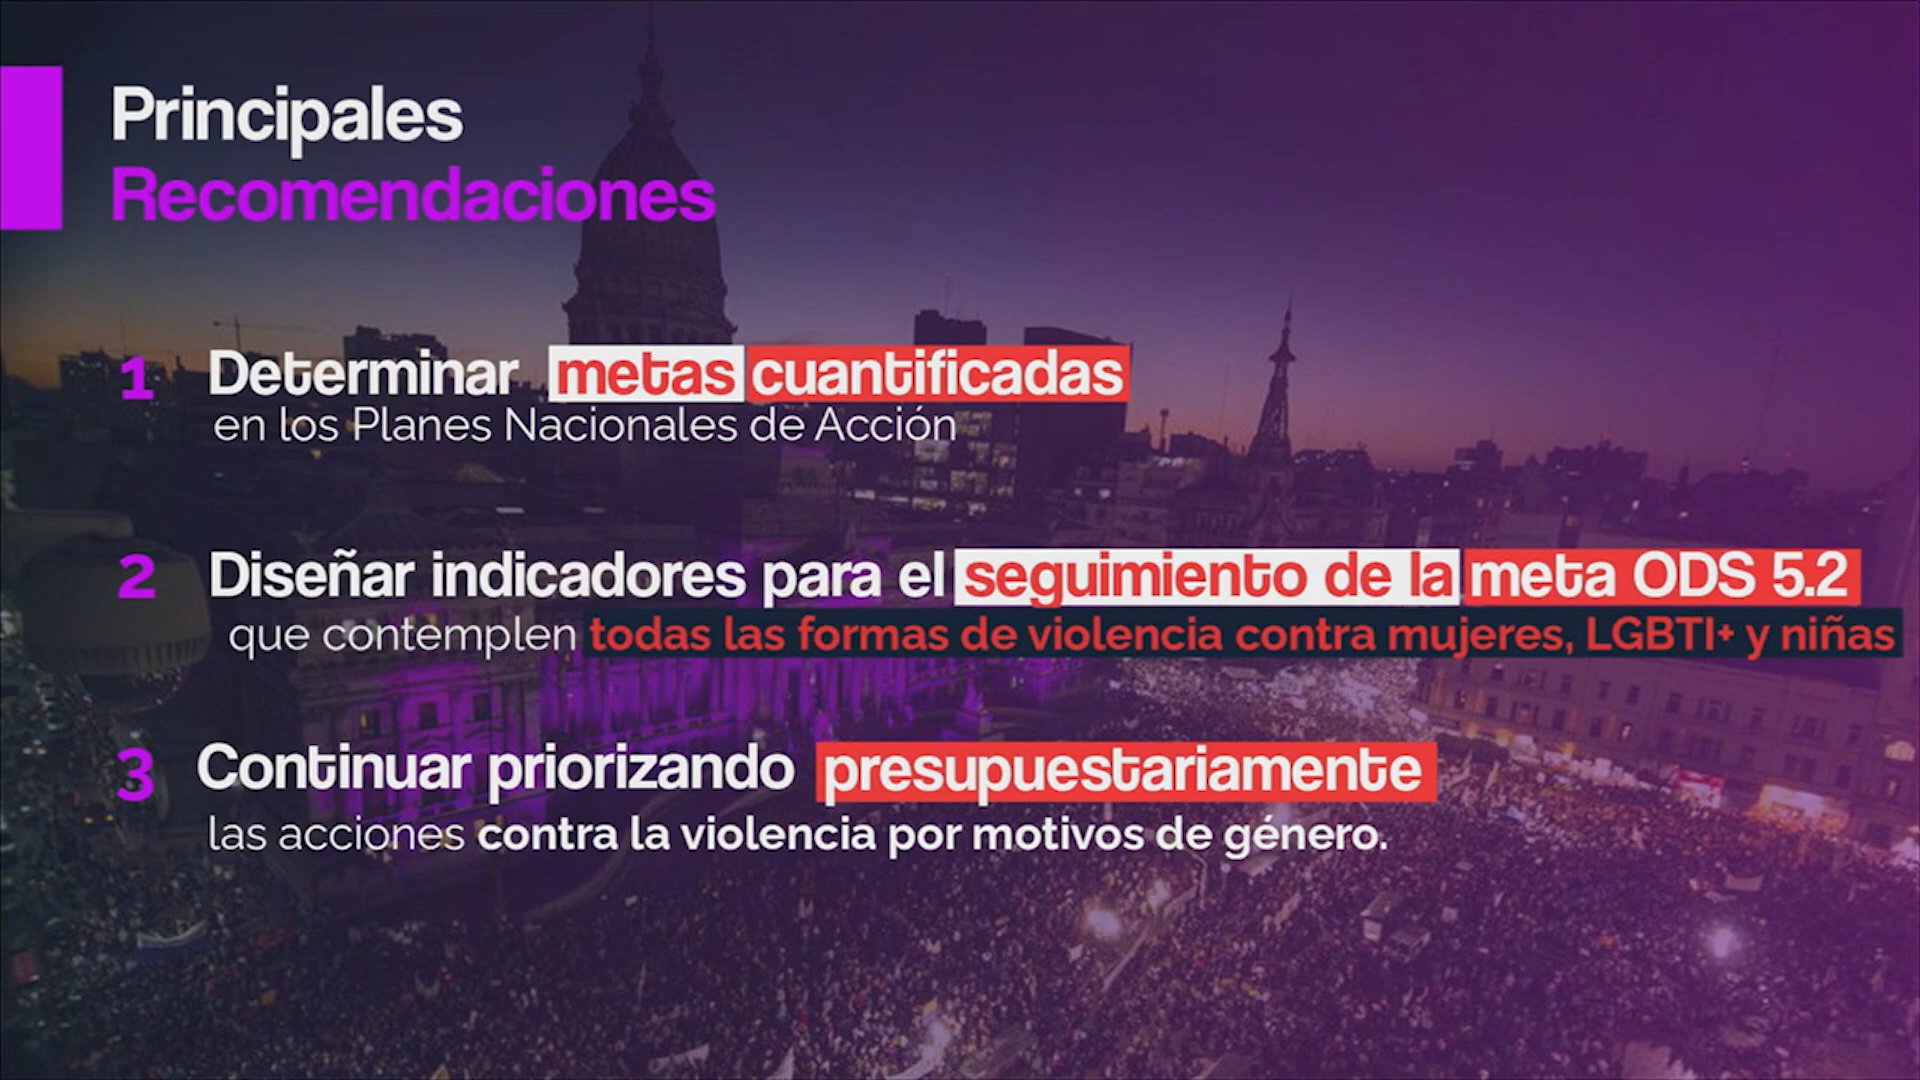 Principales
Recomendaciones
1 Determinar metas cuantificadas
en los Planes Nacionales de Acción
2 Diseñar indicadores para el seguimiento de la meta ODS 5.2
que contemplen todas las formas de violencia contra mujeres, LGBTI+ y niñas
3 Continuar priorizando presupuestariamente
las acciones contra la violencia por motivos de género.